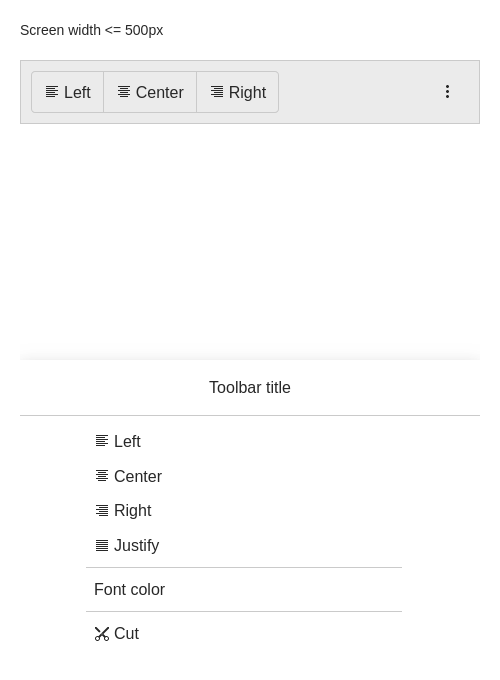 Screen width <= 500px
Left Center Right
Toolbar title
Left
Center
Right
Justify
Font color
Cut